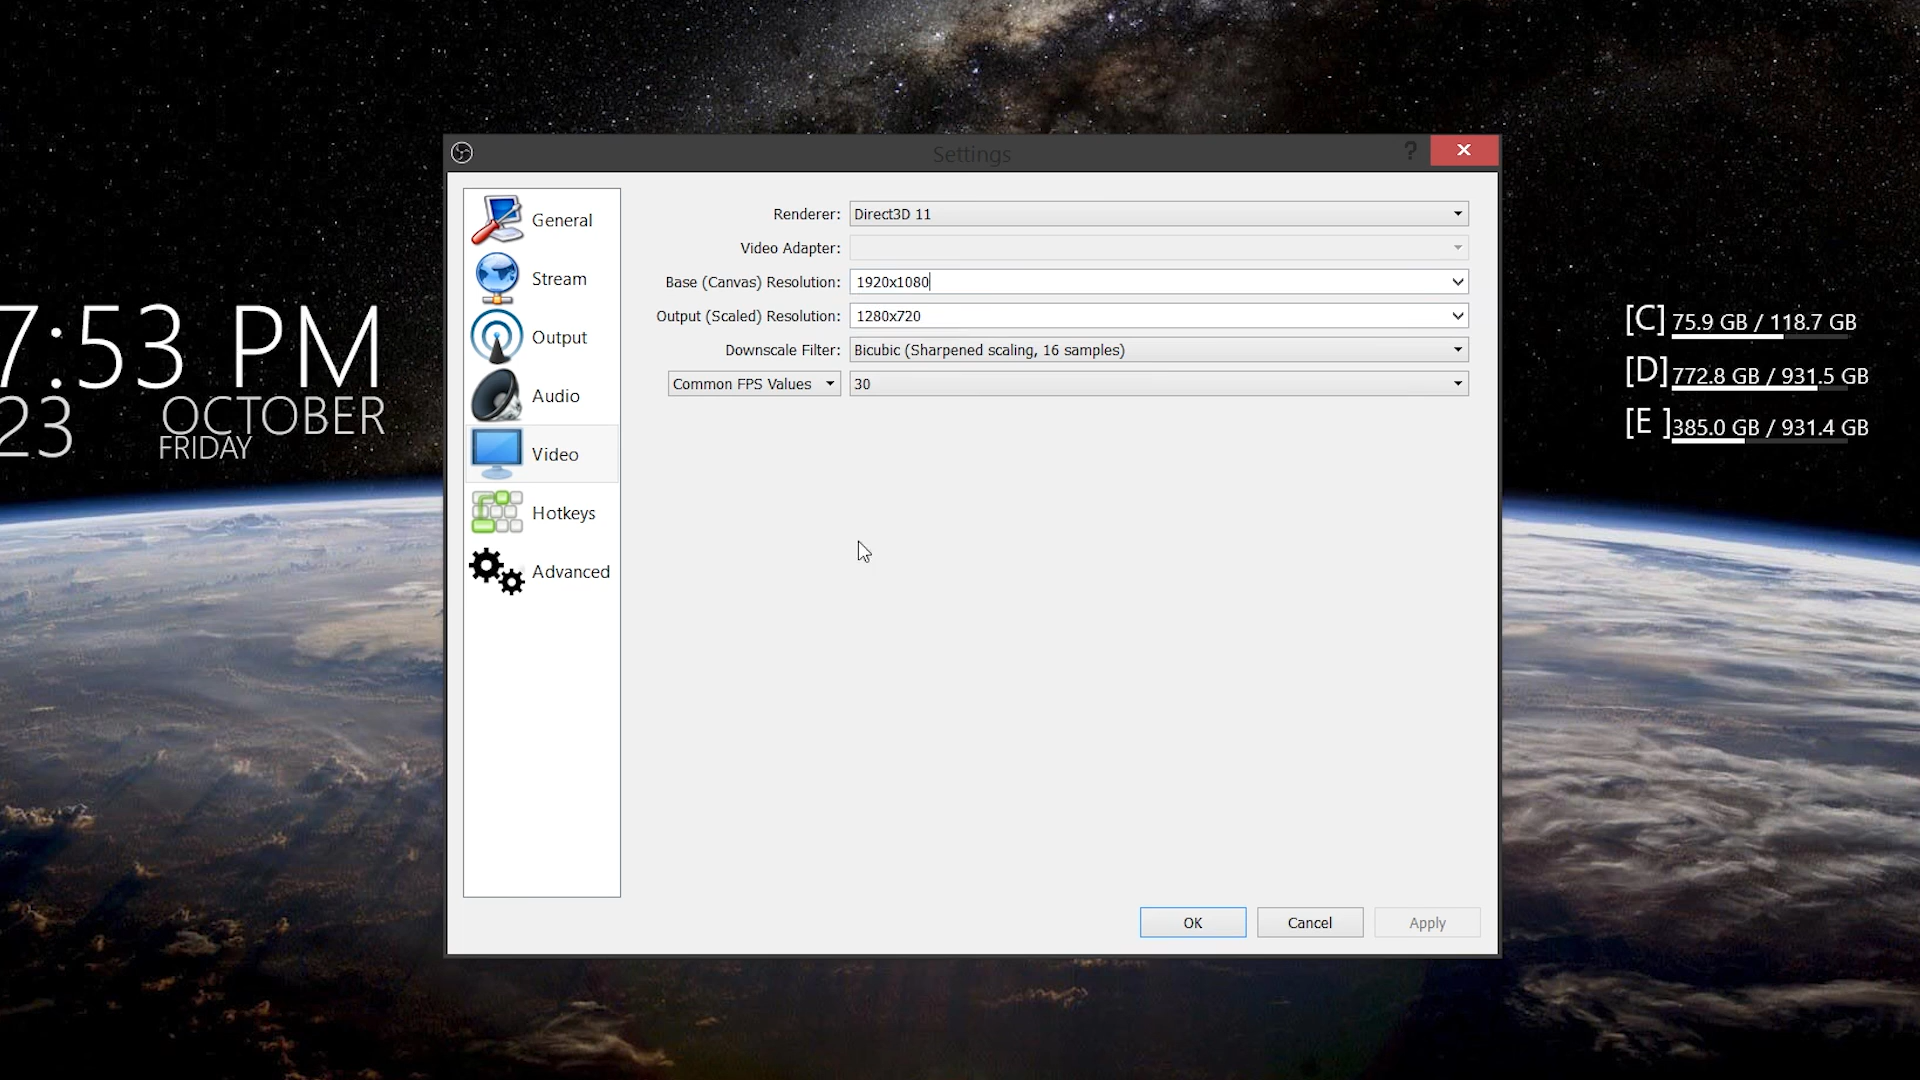 Settings
?
General
Stream
Output
Audio
Video
Hotkeys
Advanced
Renderer: Direct3D 11
Video Adapter:
Base (Canvas) Resolution: 1920x1080
Output (Scaled) Resolution: 1280x720
Downscale Filter: Bicubic (Sharpened scaling, 16 samples)
Common FPS Values 30
OK Cancel Apply
7:53 PM
23 OCTOBER
FRIDAY
[C] 75.9 GB / 118.7 GB
[D] 772.8 GB / 931.5 GB
[E ] 385.0 GB / 931.4 GB